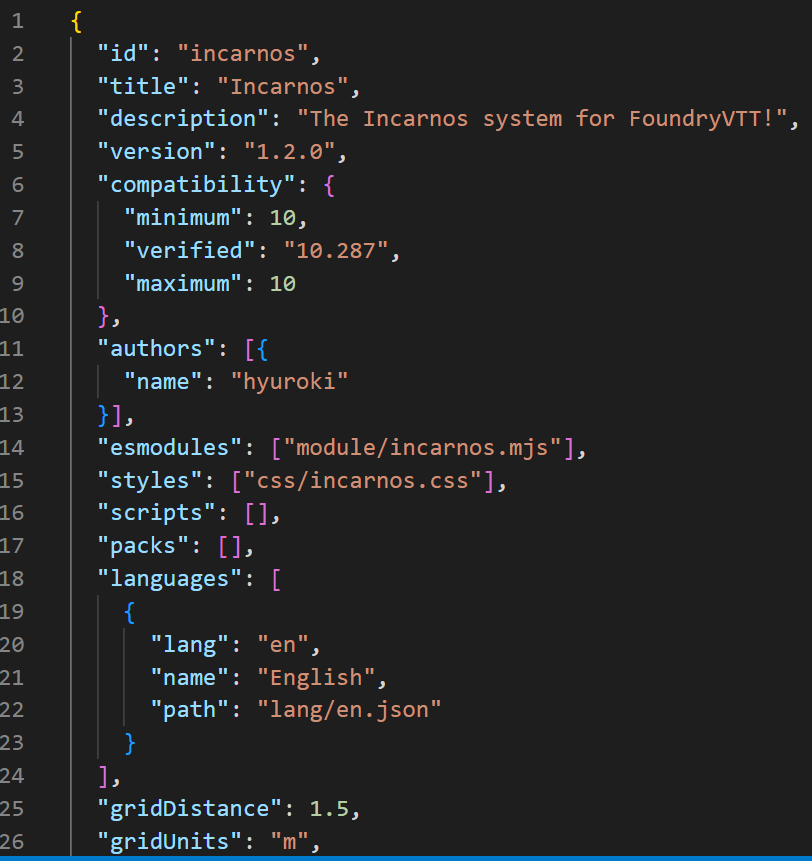 1 {
2 "id": "incarnos",
3 "title": "Incarnos",
4 "description": "The Incarnos system for FoundryVTT!",
5 "version": "1.2.0",
6 "compatibility": {
7 "minimum": 10,
8 "verified": "10.287",
9 "maximum": 10
10 },
11 "authors": [{
12 "name": "hyuroki"
13 }],
14 "esmodules": ["module/incarnos.mjs"],
15 "styles": ["css/incarnos.css"],
16 "scripts": [],
17 "packs": [],
18 "languages": [
19 {
20 "lang": "en",
21 "name": "English",
22 "path": "lang/en.json"
23 }
24 ],
25 "gridDistance": 1.5,
26 "gridUnits": "m",